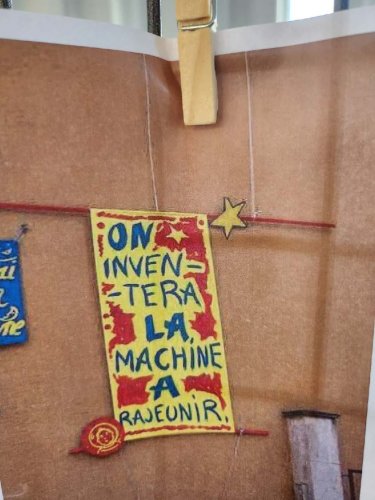 ON
INVEN=
-TERA
LA
MACHINE
A
RAJEUNIR.